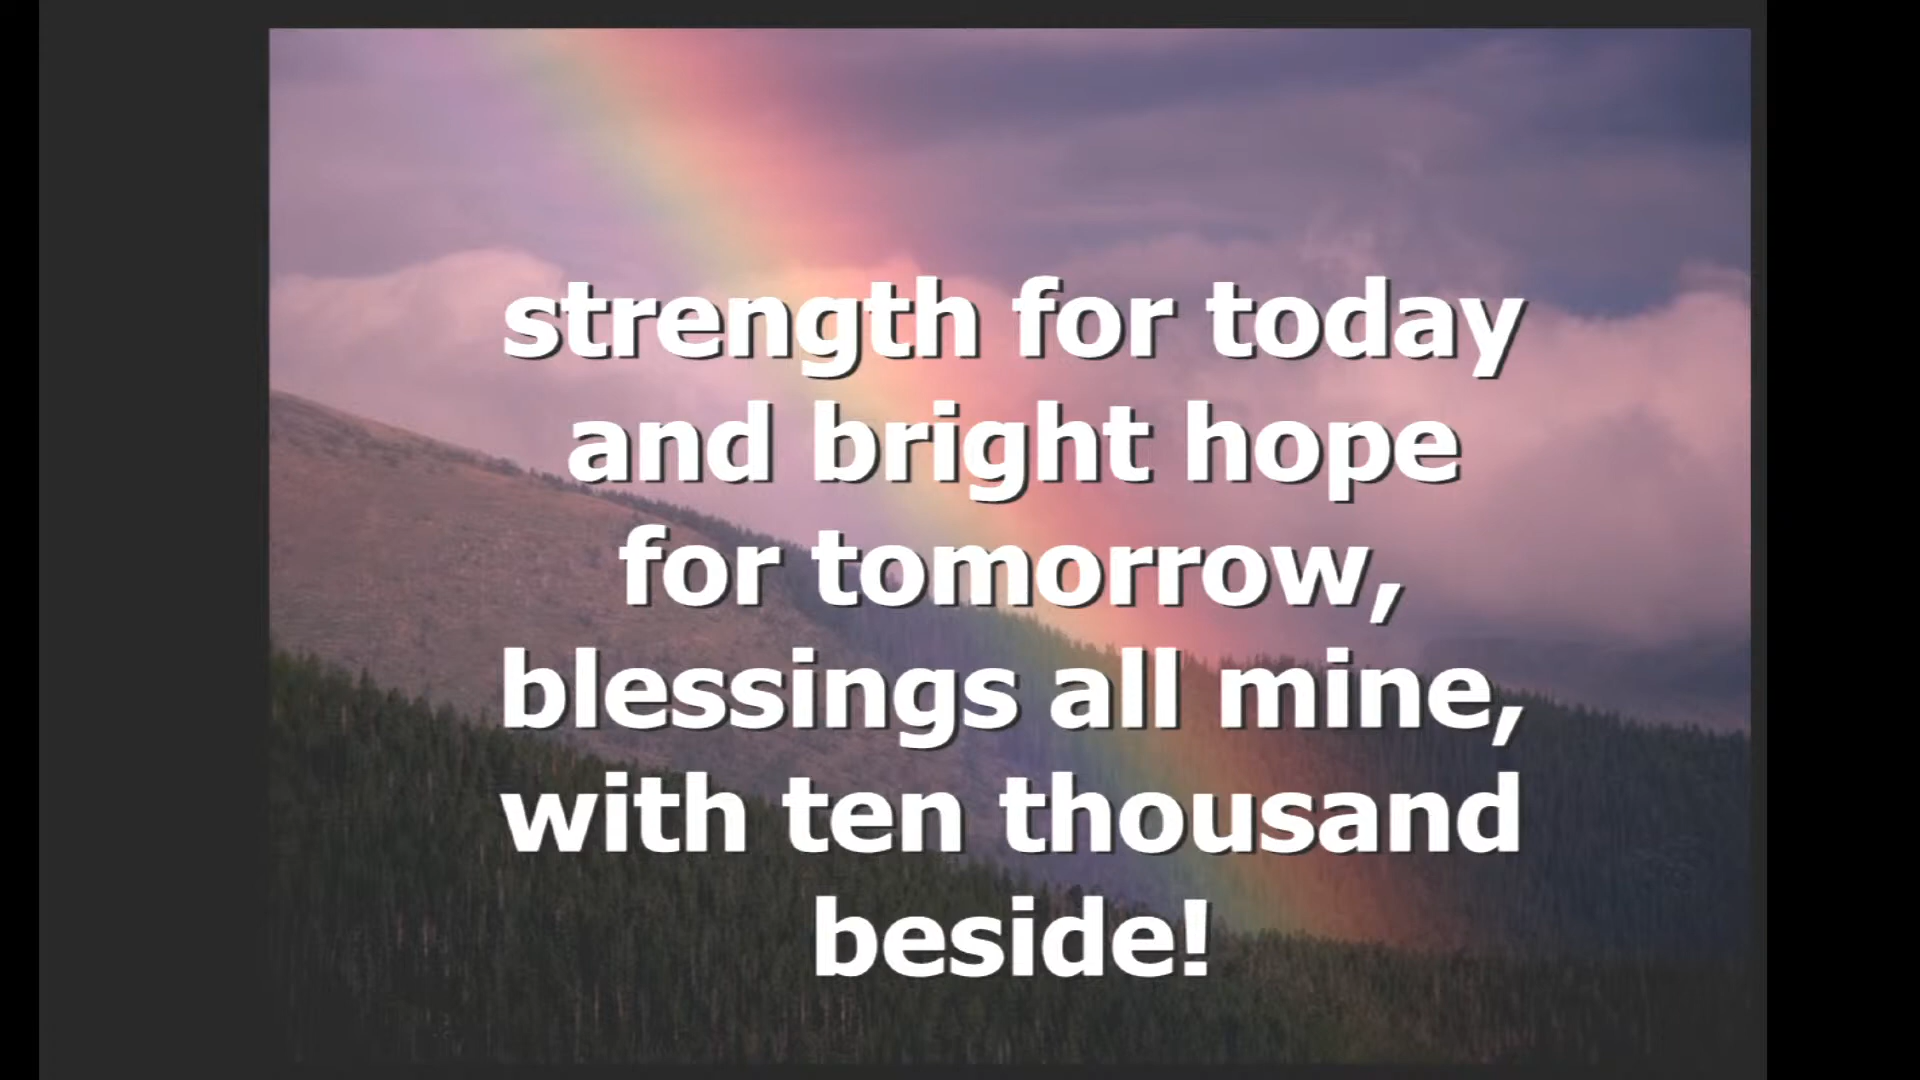 strength for today
and bright hope
for tomorrow,
blessings all mine,
with ten thousand
beside!